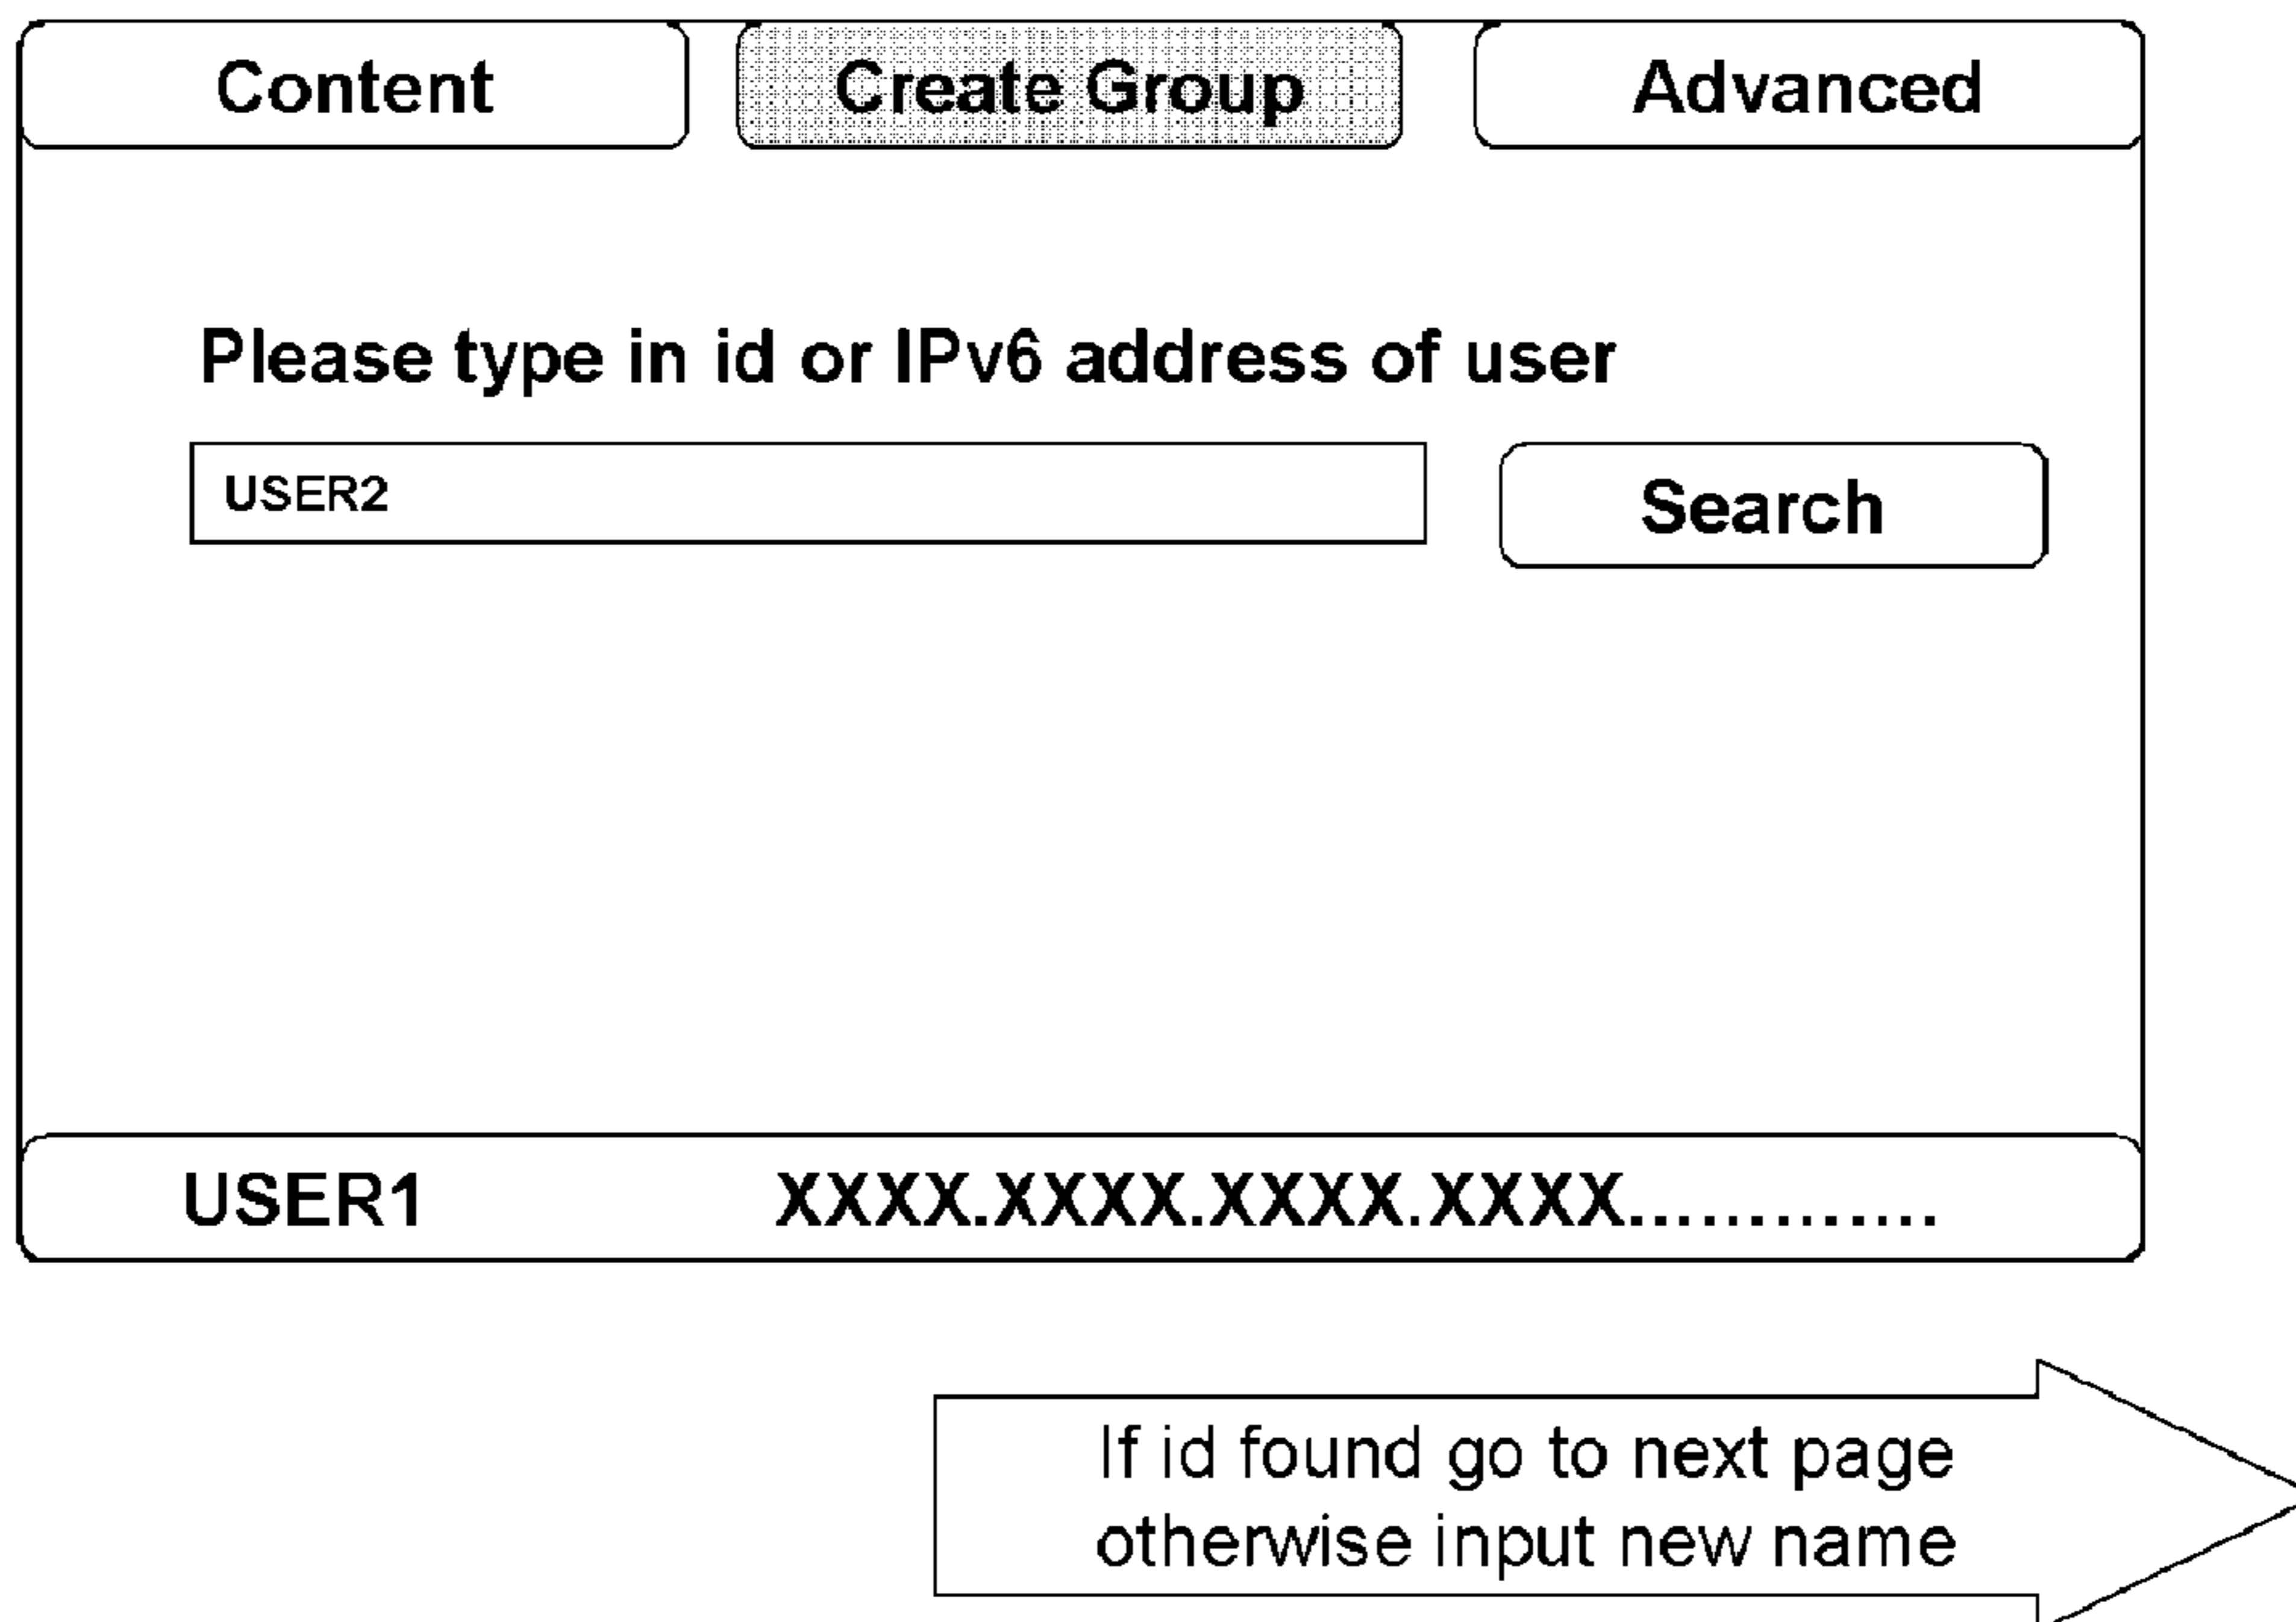 Content Create Group Advanced
Please type in id or IPv6 address of user
USER2 Search
USER1 XXXX.XXXX.XXXX.XXXX.............
If id found go to next page
otherwise input new name